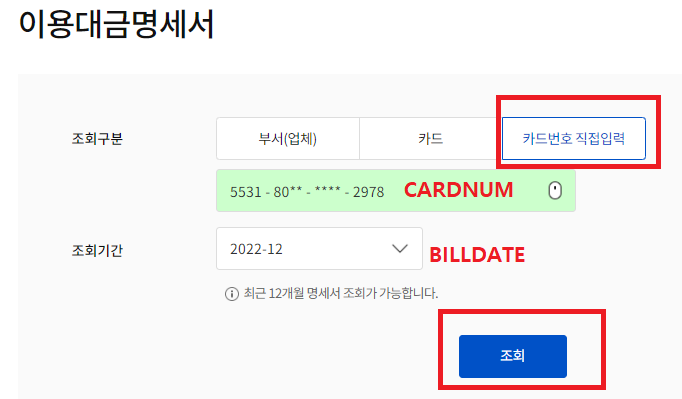 이용대금명세서
조회구분 부서(업체) 카드 카드번호 직접입력
5531 - 80** - **** - 2978 CARDNUM
조회기간 2022-12 BILLDATE
최근 12개월 명세서 조회가 가능합니다.
조회